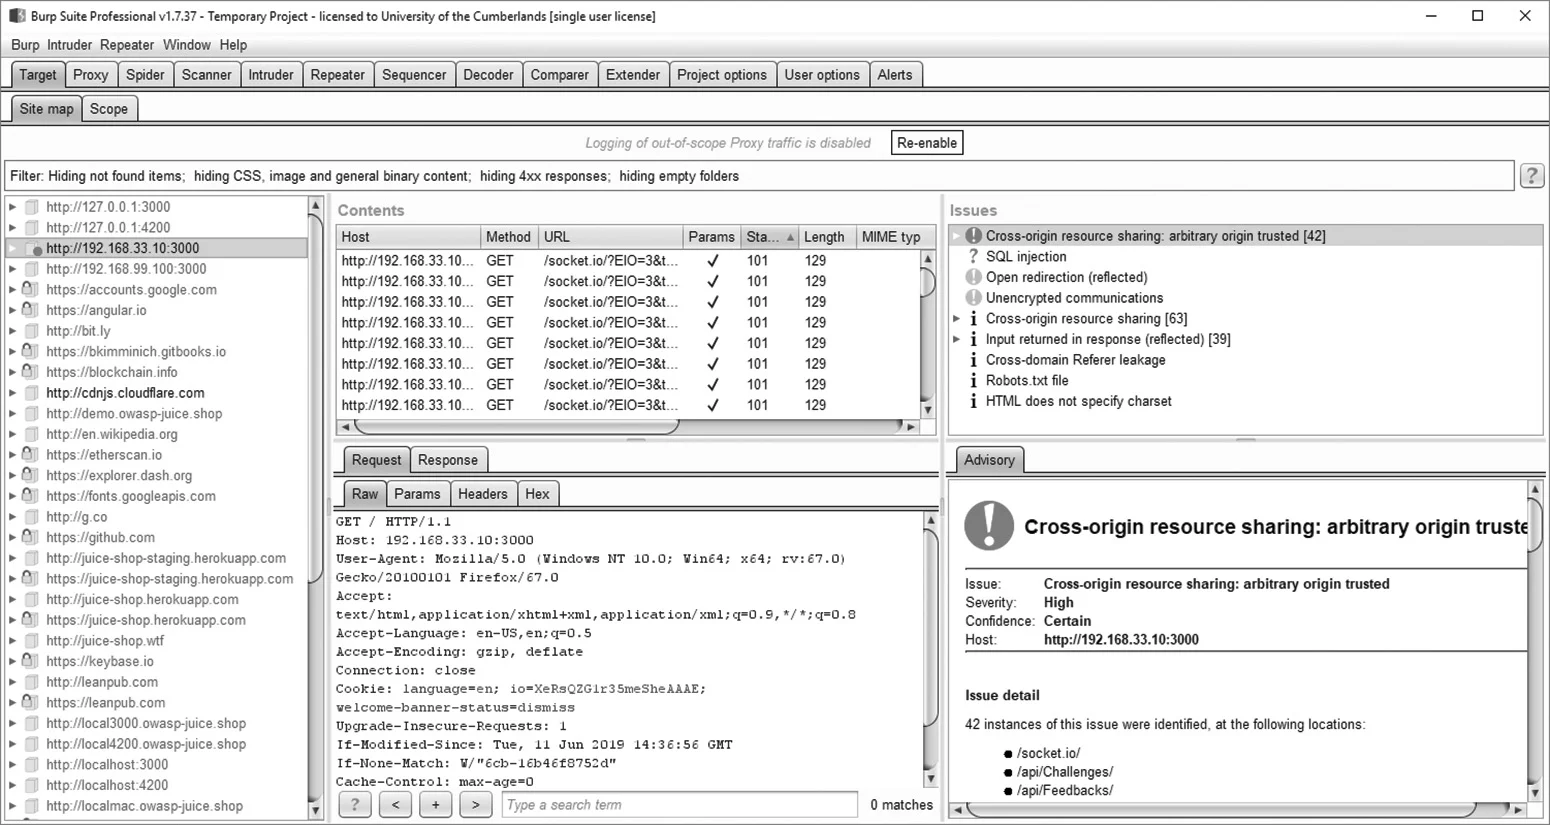 Burp Suite Professional v1.7.37 - Temporary Project - licensed to University of the Cumberlands [single user license]
Burp Intruder Repeater Window Help
Target Proxy Spider Scanner Intruder Repeater Sequencer Decoder Comparer Extender Project options User options Alerts
Site map Scope
Logging of out-of-scope Proxy traffic is disabled Re-enable
Filter: Hiding not found items; hiding CSS, image and general binary content; hiding 4xx responses; hiding empty folders ?
http://127.0.0.1:3000
http://127.0.0.1:4200
http://192.168.33.10:3000
http://192.168.99.100:3000
https://accounts.google.com
https://angular.io
http://bit.ly
https://bkimminich.gitbooks.io
https://blockchain.info
http://cdnjs.cloudflare.com
http://demo.owasp-juice.shop
http://en.wikipedia.org
https://etherscan.io
https://explorer.dash.org
https://fonts.googleapis.com
http://g.co
https://github.com
http://juice-shop-staging.herokuapp.com
https://juice-shop-staging.herokuapp.com
http://juice-shop.herokuapp.com
https://juice-shop.herokuapp.com
http://juice-shop.wtf
https://keybase.io
http://leanpub.com
https://leanpub.com
http://local3000.owasp-juice.shop
http://local4200.owasp-juice.shop
http://localhost:3000
http://localhost:4200
http://localmac.owasp-juice.shop
Contents
Host Method URL Params Sta... Length MIME typ
http://192.168.33.10... GET /socket.io/?EIO=3&t... ✓ 101 129
http://192.168.33.10... GET /socket.io/?EIO=3&t... ✓ 101 129
http://192.168.33.10... GET /socket.io/?EIO=3&t... ✓ 101 129
http://192.168.33.10... GET /socket.io/?EIO=3&t... ✓ 101 129
http://192.168.33.10... GET /socket.io/?EIO=3&t... ✓ 101 129
http://192.168.33.10... GET /socket.io/?EIO=3&t... ✓ 101 129
http://192.168.33.10... GET /socket.io/?EIO=3&t... ✓ 101 129
http://192.168.33.10... GET /socket.io/?EIO=3&t... ✓ 101 129
Request Response
Raw Params Headers Hex
GET / HTTP/1.1
Host: 192.168.33.10:3000
User-Agent: Mozilla/5.0 (Windows NT 10.0; Win64; x64; rv:67.0)
Gecko/20100101 Firefox/67.0
Accept:
text/html,application/xhtml+xml,application/xml;q=0.9,*/*;q=0.8
Accept-Language: en-US,en;q=0.5
Accept-Encoding: gzip, deflate
Connection: close
Cookie: language=en; io=XeRsQZG1r35meSheAAAE;
welcome-banner-status=dismiss
Upgrade-Insecure-Requests: 1
If-Modified-Since: Tue, 11 Jun 2019 14:36:56 GMT
If-None-Match: W/"6cb-16b46f8752d"
Cache-Control: max-age=0
? < + > Type a search term 0 matches
Issues
Cross-origin resource sharing: arbitrary origin trusted [42]
? SQL injection
Open redirection (reflected)
Unencrypted communications
i Cross-origin resource sharing [63]
i Input returned in response (reflected) [39]
i Cross-domain Referer leakage
i Robots.txt file
i HTML does not specify charset
Advisory
Cross-origin resource sharing: arbitrary origin truste
Issue: Cross-origin resource sharing: arbitrary origin trusted
Severity: High
Confidence: Certain
Host: http://192.168.33.10:3000
Issue detail
42 instances of this issue were identified, at the following locations:
● /socket.io/
● /api/Challenges/
● /api/Feedbacks/